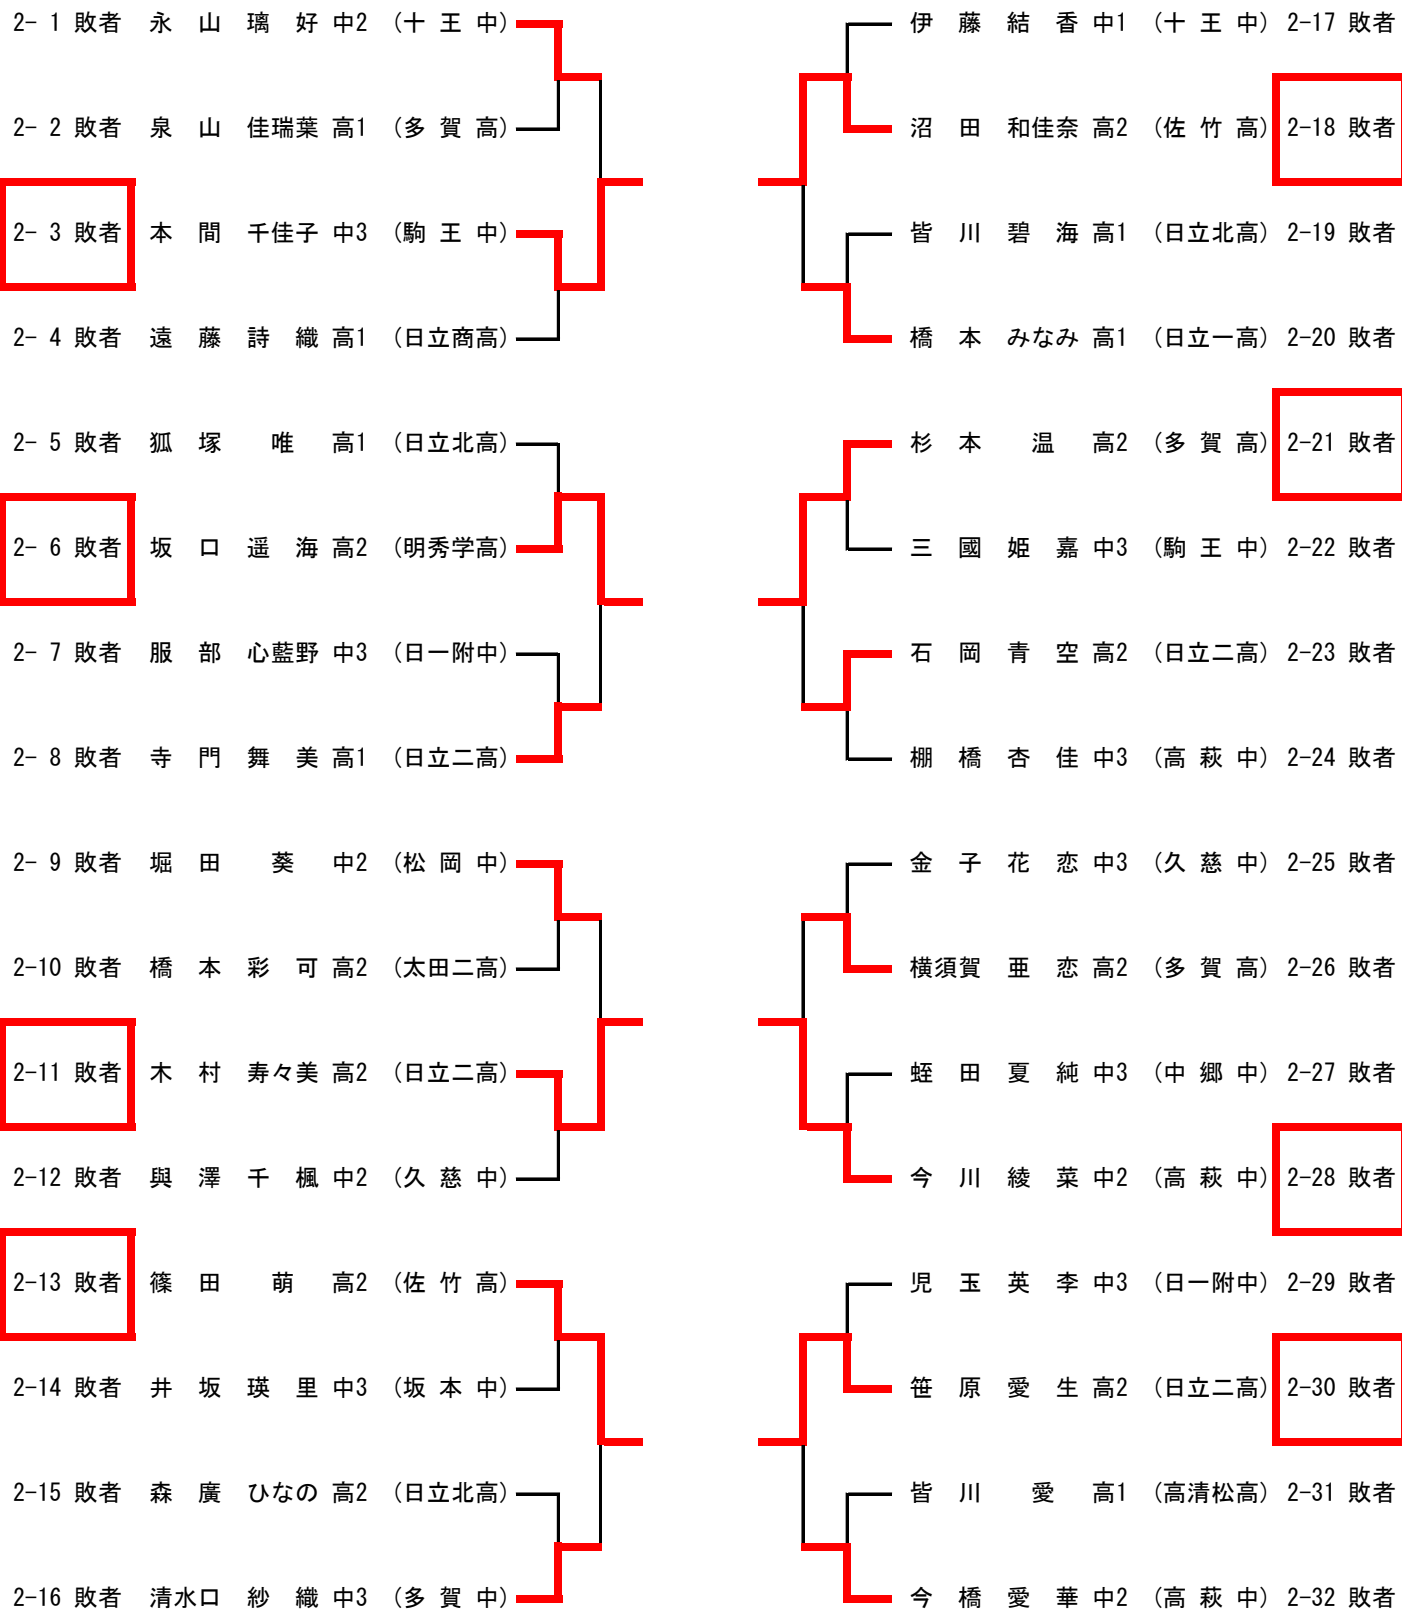 2- 1 敗者 永 山 璃 好 中2 (十 王 中)
2- 2 敗者 泉 山 佳瑞葉 高1 (多 賀 高)
2- 3 敗者 本 間 千佳子 中3 (駒 王 中)
2- 4 敗者 遠 藤 詩 織 高1 (日立商高)
2- 5 敗者 狐 塚 唯 高1 (日立北高)
2- 6 敗者 坂 口 遥 海 高2 (明秀学高)
2- 7 敗者 服 部 心藍野 中3 (日一附中)
2- 8 敗者 寺 門 舞 美 高1 (日立二高)
2- 9 敗者 堀 田 葵 中2 (松 岡 中)
2-10 敗者 橋 本 彩 可 高2 (太田二高)
2-11 敗者 木 村 寿々美 高2 (日立二高)
2-12 敗者 與 澤 千 楓 中2 (久 慈 中)
2-13 敗者 篠 田 萌 高2 (佐 竹 高)
2-14 敗者 井 坂 瑛 里 中3 (坂 本 中)
2-15 敗者 森 廣 ひなの 高2 (日立北高)
2-16 敗者 清水口 紗 織 中3 (多 賀 中)
伊 藤 結 香 中1 (十 王 中) 2-17 敗者
沼 田 和佳奈 高2 (佐 竹 高) 2-18 敗者
皆 川 碧 海 高1 (日立北高) 2-19 敗者
橋 本 みなみ 高1 (日立一高) 2-20 敗者
杉 本 温 高2 (多 賀 高) 2-21 敗者
三 國 姫 嘉 中3 (駒 王 中) 2-22 敗者
石 岡 青 空 高2 (日立二高) 2-23 敗者
棚 橋 杏 佳 中3 (高 萩 中) 2-24 敗者
金 子 花 恋 中3 (久 慈 中) 2-25 敗者
横須賀 亜 恋 高2 (多 賀 高) 2-26 敗者
蛭 田 夏 純 中3 (中 郷 中) 2-27 敗者
今 川 綾 菜 中2 (高 萩 中) 2-28 敗者
児 玉 英 李 中3 (日一附中) 2-29 敗者
笹 原 愛 生 高2 (日立二高) 2-30 敗者
皆 川 愛 高1 (高清松高) 2-31 敗者
今 橋 愛 華 中2 (高 萩 中) 2-32 敗者